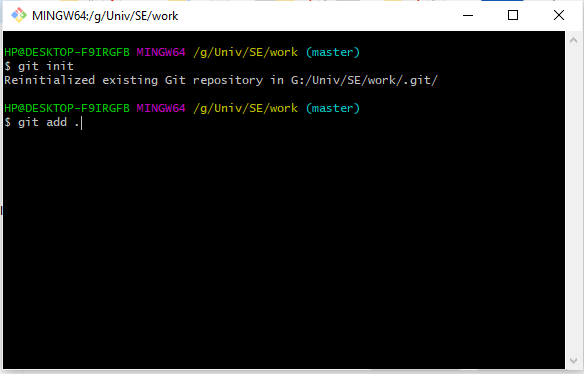 MINGW64:/g/Univ/SE/work
HP@DESKTOP-F9IRGFB MINGW64 /g/Univ/SE/work (master)
$ git init
Reinitialized existing Git repository in G:/Univ/SE/work/.git/
HP@DESKTOP-F9IRGFB MINGW64 /g/Univ/SE/work (master)
$ git add .